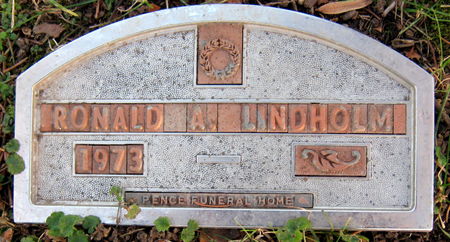 RONALD A. LINDHOLM
1973
PENCE FUNERAL HOME